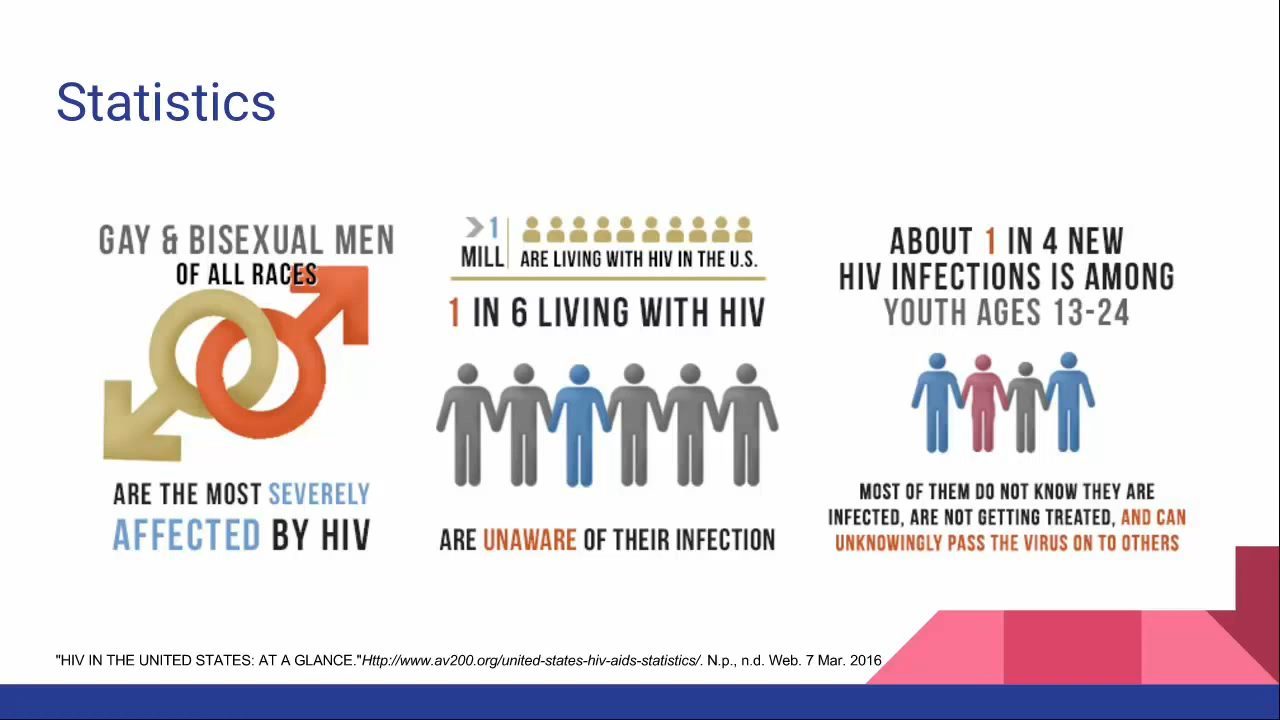 Statistics
GAY & BISEXUAL MEN
OF ALL RACES
ARE THE MOST SEVERELY
AFFECTED BY HIV
>1
MILL
ARE LIVING WITH HIV IN THE U.S.
1 IN 6 LIVING WITH HIV
ARE UNAWARE OF THEIR INFECTION
ABOUT 1 IN 4 NEW
HIV INFECTIONS IS AMONG
YOUTH AGES 13-24
MOST OF THEM DO NOT KNOW THEY ARE
INFECTED, ARE NOT GETTING TREATED, AND CAN
UNKNOWINGLY PASS THE VIRUS ON TO OTHERS
"HIV IN THE UNITED STATES: AT A GLANCE."Http://www.av200.org/united-states-hiv-aids-statistics/. N.p., n.d. Web. 7 Mar. 2016